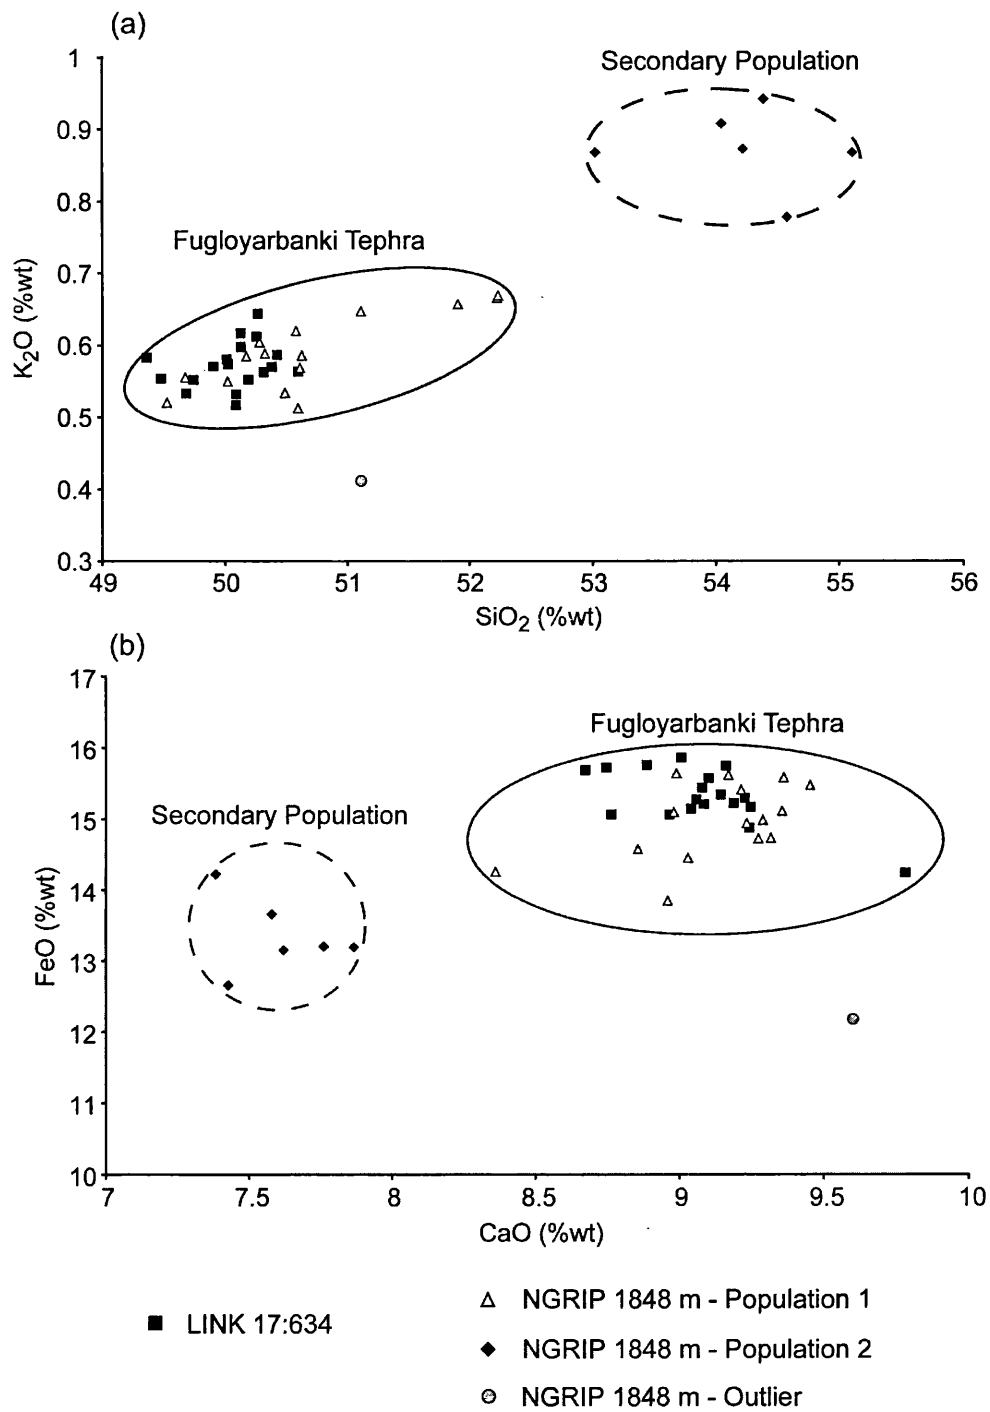 (a)
Secondary Population
Fugloyarbanki Tephra
K2O (%wt)
1
0.9
0.8
0.7
0.6
0.5
0.4
0.3
49 50 51 52 53 54 55 56
SiO2 (%wt)
(b)
Fugloyarbanki Tephra
Secondary Population
FeO (%wt)
17
16
15
14
13
12
11
10
7 7.5 8 8.5 9 9.5 10
CaO (%wt)
LINK 17:634
NGRIP 1848 m - Population 1
NGRIP 1848 m - Population 2
NGRIP 1848 m - Outlier